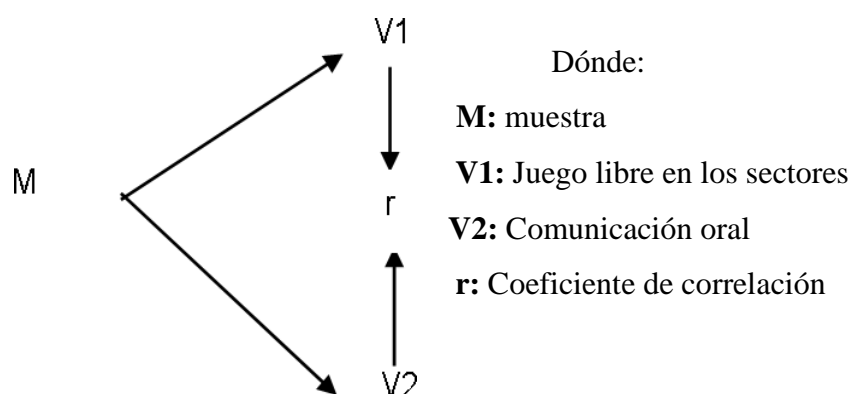 V1
Dónde:
M: muestra
M
V1: Juego libre en los sectores
r
V2: Comunicación oral
r: Coeficiente de correlación
V2